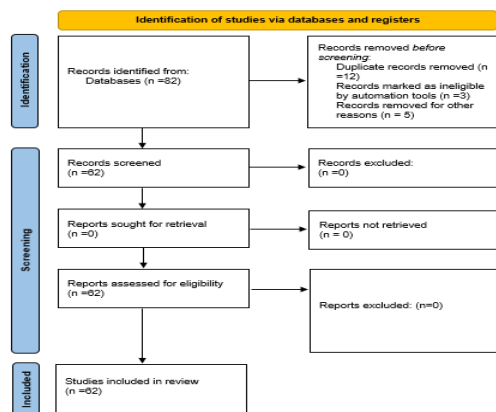 Identification of studies via databases and registers
Identification
Records identified from:
Databases (n =82)
Records removed before
screening:
Duplicate records removed (n
=12)
Records marked as ineligible
by automation tools (n =3)
Records removed for other
reasons (n = 5)
Screening
Records screened
(n =62)
Records excluded:
(n =0)
Reports sought for retrieval
(n =0)
Reports not retrieved
(n = 0)
Reports assessed for eligibility
(n =62)
Reports excluded: (n=0)
Included
Studies included in review
(n =62)